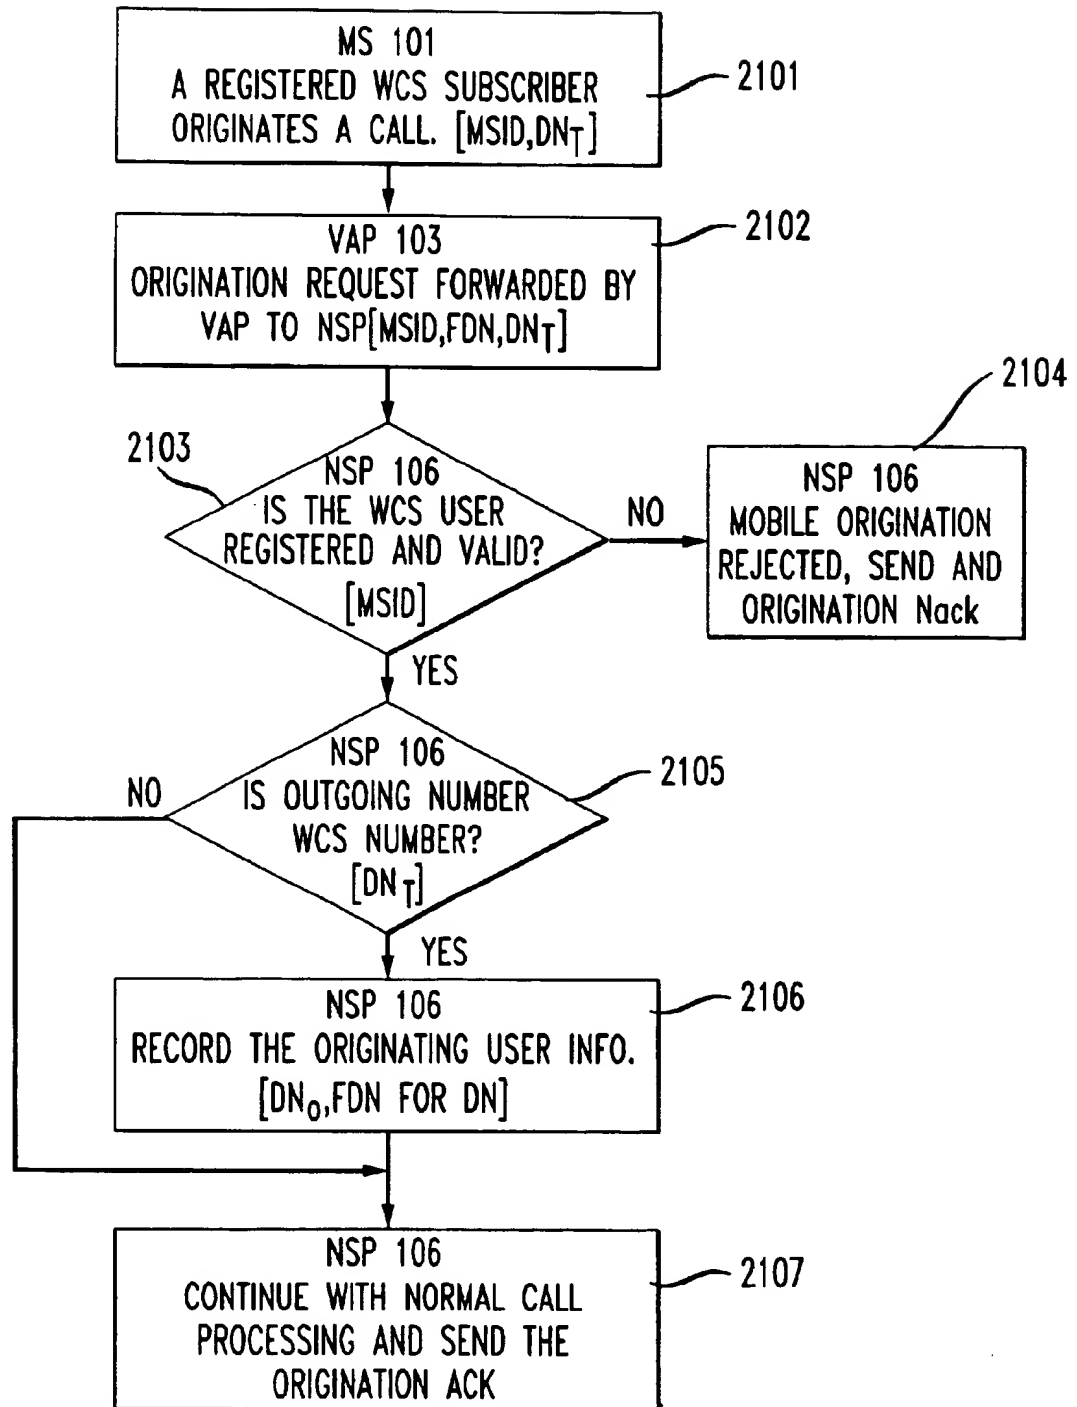 MS 101
A REGISTERED WCS SUBSCRIBER
ORIGINATES A CALL. [MSID,DNT]
2101
VAP 103
ORIGINATION REQUEST FORWARDED BY
VAP TO NSP[MSID,FDN,DNT]
2102
2103
NSP 106
IS THE WCS USER
REGISTERED AND VALID?
[MSID]
NO
YES
2104
NSP 106
MOBILE ORIGINATION
REJECTED, SEND AND
ORIGINATION Nack
NSP 106
IS OUTGOING NUMBER
WCS NUMBER?
[DNT]
2105
NO
YES
NSP 106
RECORD THE ORIGINATING USER INFO.
[DNO,FDN FOR DN]
2106
NSP 106
CONTINUE WITH NORMAL CALL
PROCESSING AND SEND THE
ORIGINATION ACK
2107